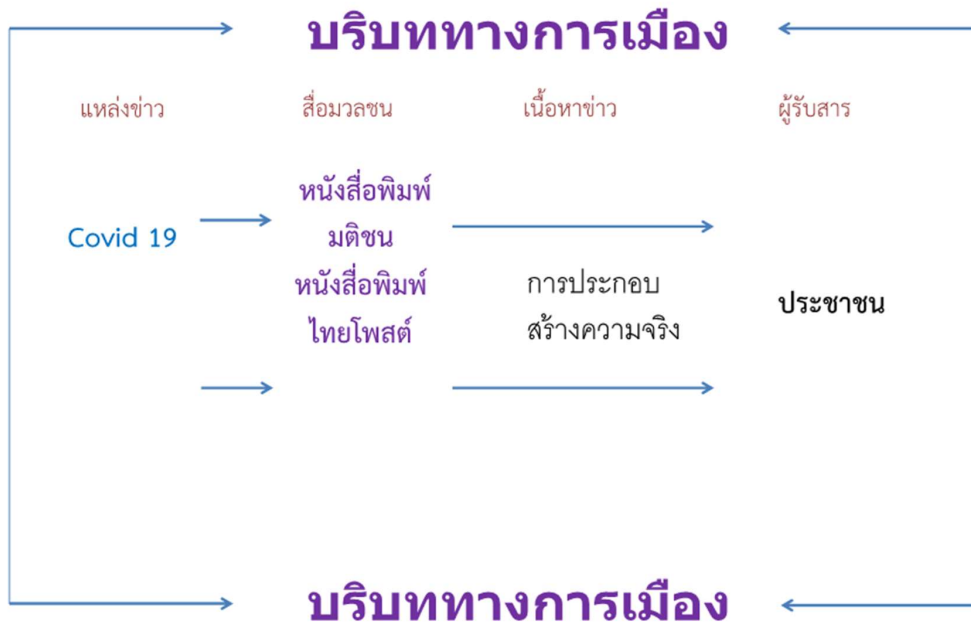 บริบททางการเมือง
แหล่งข่าว สื่อมวลชน เนื้อหาข่าว ผู้รับสาร
Covid 19
หนังสือพิมพ์
มติชน
หนังสือพิมพ์
ไทยโพสต์
การประกอบ
สร้างความจริง
ประชาชน
บริบททางการเมือง